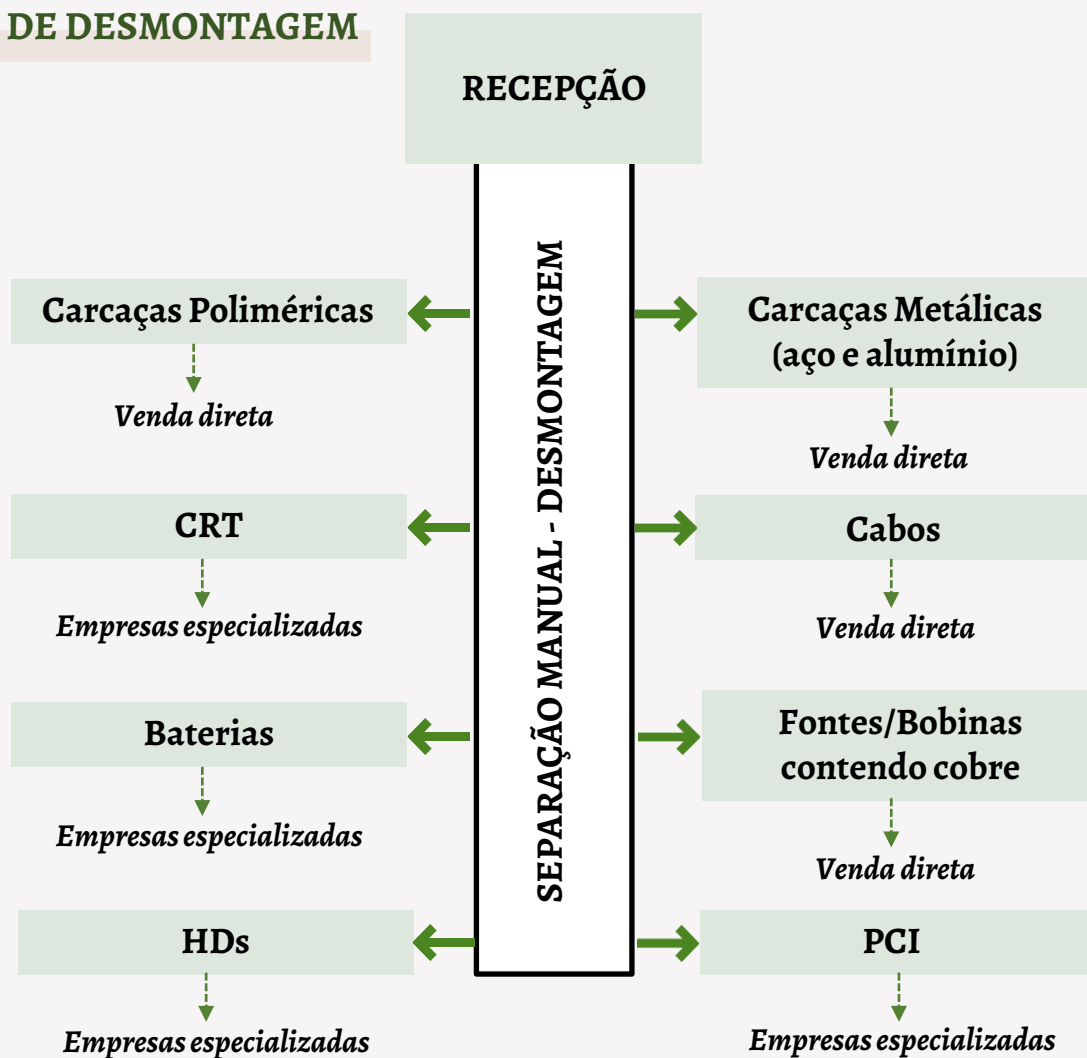 DE DESMONTAGEM
RECEPÇÃO
SEPARAÇÃO MANUAL - DESMONTAGEM
Carcaças Poliméricas
Venda direta
Carcaças Metálicas
(aço e alumínio)
Venda direta
CRT
Empresas especializadas
Cabos
Venda direta
Baterias
Empresas especializadas
Fontes/Bobinas
contendo cobre
Venda direta
HDs
Empresas especializadas
PCI
Empresas especializadas